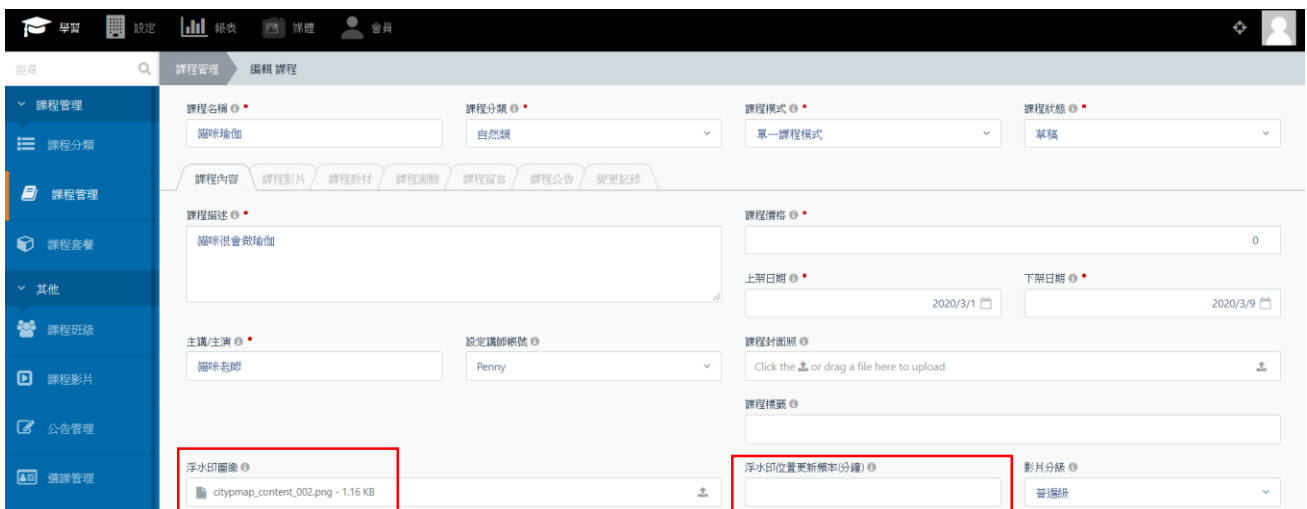 學習 設定 報表 媒體 會員
搜尋 課程管理 編輯 課程
課程管理
課程分類
課程管理
課程套餐
其他
課程班級
課程影片
公告管理
選課管理
課程名稱 課程分類 課程模式 課程狀態
貓咪瑜伽 自然類 單一課程模式 草稿
課程內容 課程影片 課程教材 課程測驗 課程留言 課程公告 變更記錄
課程描述 課程價格
貓咪很會做瑜伽 0
上架日期 下架日期
2020/3/1 2020/3/9
主講/主演 設定講師帳號 課程封面照
貓咪老師 Penny Click the or drag a file here to upload
課程標籤
浮水印圖像 浮水印位置更新頻率(分鐘) 影片分級
citypmap_content_002.png - 1.16 KB 普遍級